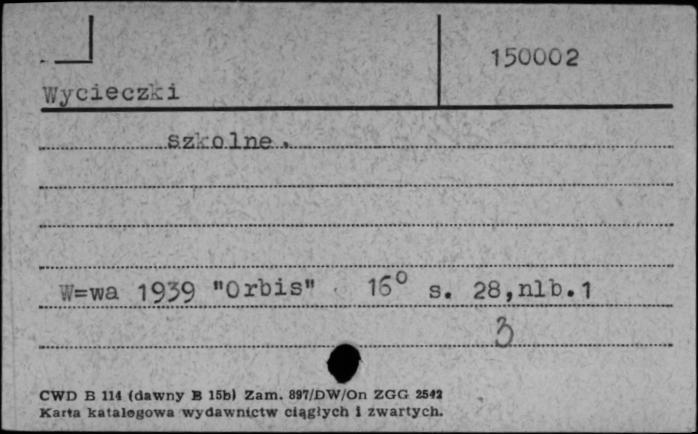 150002
Wycieczki
szkolne.
W=wa 1939 "Orbis" 16° s. 28,nlb.1
3
CWD B 114 (dawny B 15b) Zam. 897/DW/On ZGG 2542
Karta katalogowa wydawnictw ciągłych i zwartych.